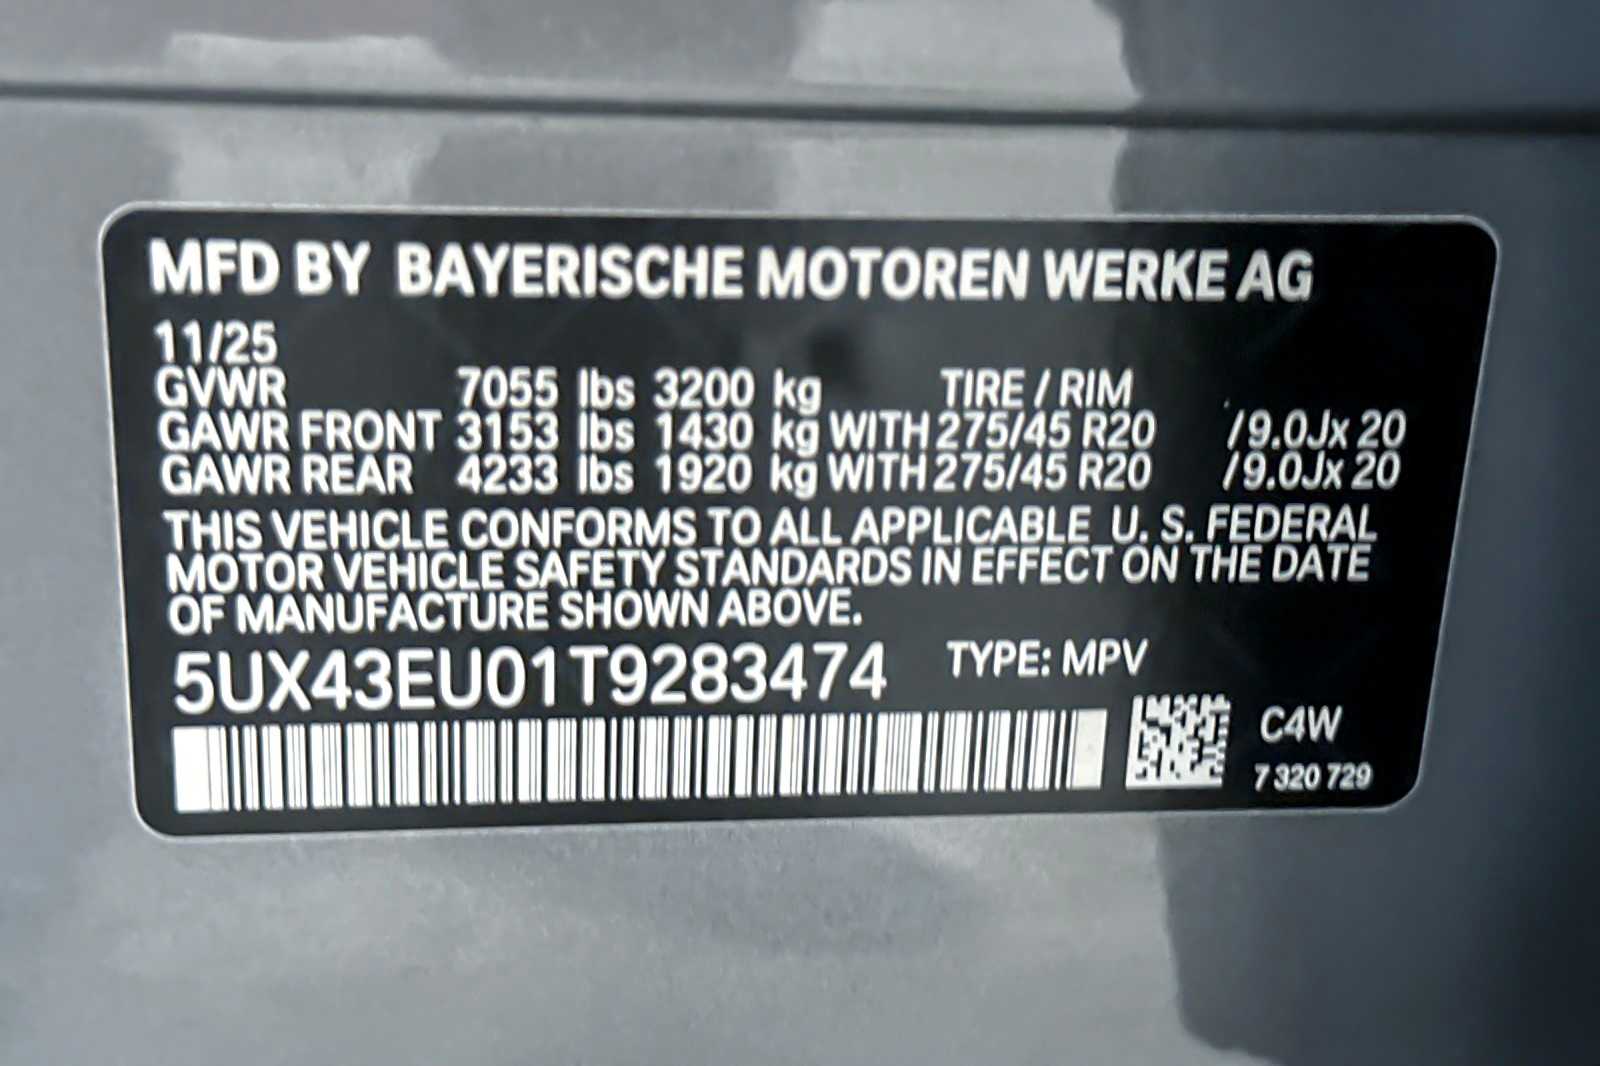 MFD BY BAYERISCHE MOTOREN WERKE AG
11/25
GVWR 7055 lbs 3200 kg TIRE / RIM
GAWR FRONT 3153 lbs 1430 kg WITH 275/45 R20 /9.0Jx 20
GAWR REAR 4233 lbs 1920 kg WITH 275/45 R20 /9.0Jx 20
THIS VEHICLE CONFORMS TO ALL APPLICABLE U. S. FEDERAL
MOTOR VEHICLE SAFETY STANDARDS IN EFFECT ON THE DATE
OF MANUFACTURE SHOWN ABOVE.
5UX43EU01T9283474 TYPE: MPV
C4W
7 320 729